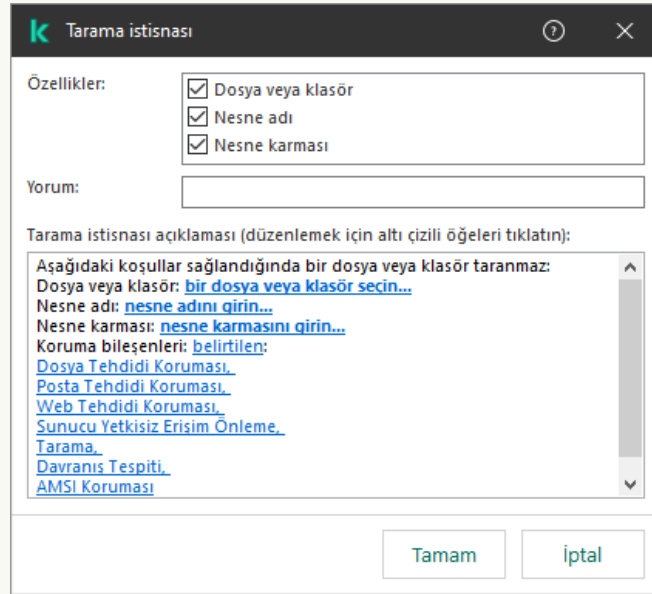 Tarama istisnası
Özellikler:
Dosya veya klasör
Nesne adı
Nesne karması
Yorum:
Tarama istisnası açıklaması (düzenlemek için altı çizili öğeleri tıklatın):
Aşağıdaki koşullar sağlandığında bir dosya veya klasör taranmaz:
Dosya veya klasör: bir dosya veya klasör seçin...
Nesne adı: nesne adını girin...
Nesne karması: nesne karmasını girin...
Koruma bileşenleri: belirtilen:
Dosya Tehdidi Koruması,
Posta Tehdidi Koruması,
Web Tehdidi Koruması,
Sunucu Yetkisiz Erişim Önleme,
Tarama,
Davranış Tespiti,
AMSI Koruması
Tamam
İptal